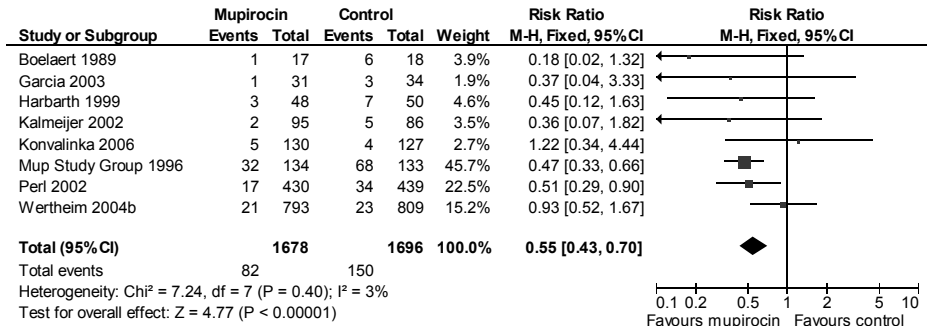 Mupirocin Control Risk Ratio Risk Ratio
Study or Subgroup Events Total Events Total Weight M-H, Fixed, 95%CI M-H, Fixed, 95%CI
Boelaert 1989 1 17 6 18 3.9% 0.18 [0.02, 1.32]
Garcia 2003 1 31 3 34 1.9% 0.37 [0.04, 3.33]
Harbarth 1999 3 48 7 50 4.6% 0.45 [0.12, 1.63]
Kalmeijer 2002 2 95 5 86 3.5% 0.36 [0.07, 1.82]
Konvalinka 2006 5 130 4 127 2.7% 1.22 [0.34, 4.44]
Mup Study Group 1996 32 134 68 133 45.7% 0.47 [0.33, 0.66]
Perl 2002 17 430 34 439 22.5% 0.51 [0.29, 0.90]
Wertheim 2004b 21 793 23 809 15.2% 0.93 [0.52, 1.67]
Total (95%CI) 1678 1696 100.0% 0.55 [0.43, 0.70]
Total events 82 150
Heterogeneity: Chi² = 7.24, df = 7 (P = 0.40); I² = 3%
Test for overall effect: Z = 4.77 (P < 0.00001)
0.1 0.2 0.5 1 2 5 10
Favours mupirocin Favours control